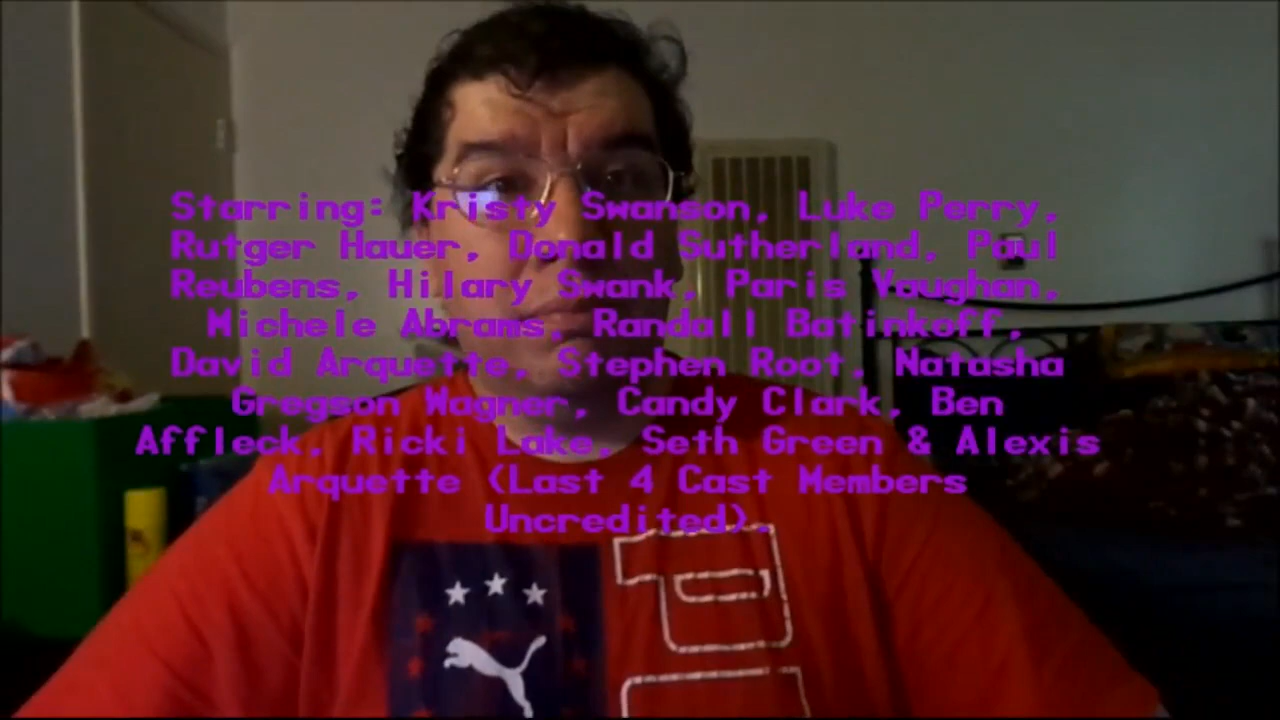 Starring: Kristy Swanson, Luke Perry,
Rutger Hauer, Donald Sutherland, Paul
Reubens, Hilary Swank, Paris Vaughan,
Michele Abrams, Randall Batinkoff,
David Arquette, Stephen Root, Natasha
Gregson Wagner, Candy Clark, Ben
Affleck, Ricki Lake, Seth Green & Alexis
Arquette (Last 4 Cast Members
Uncredited).